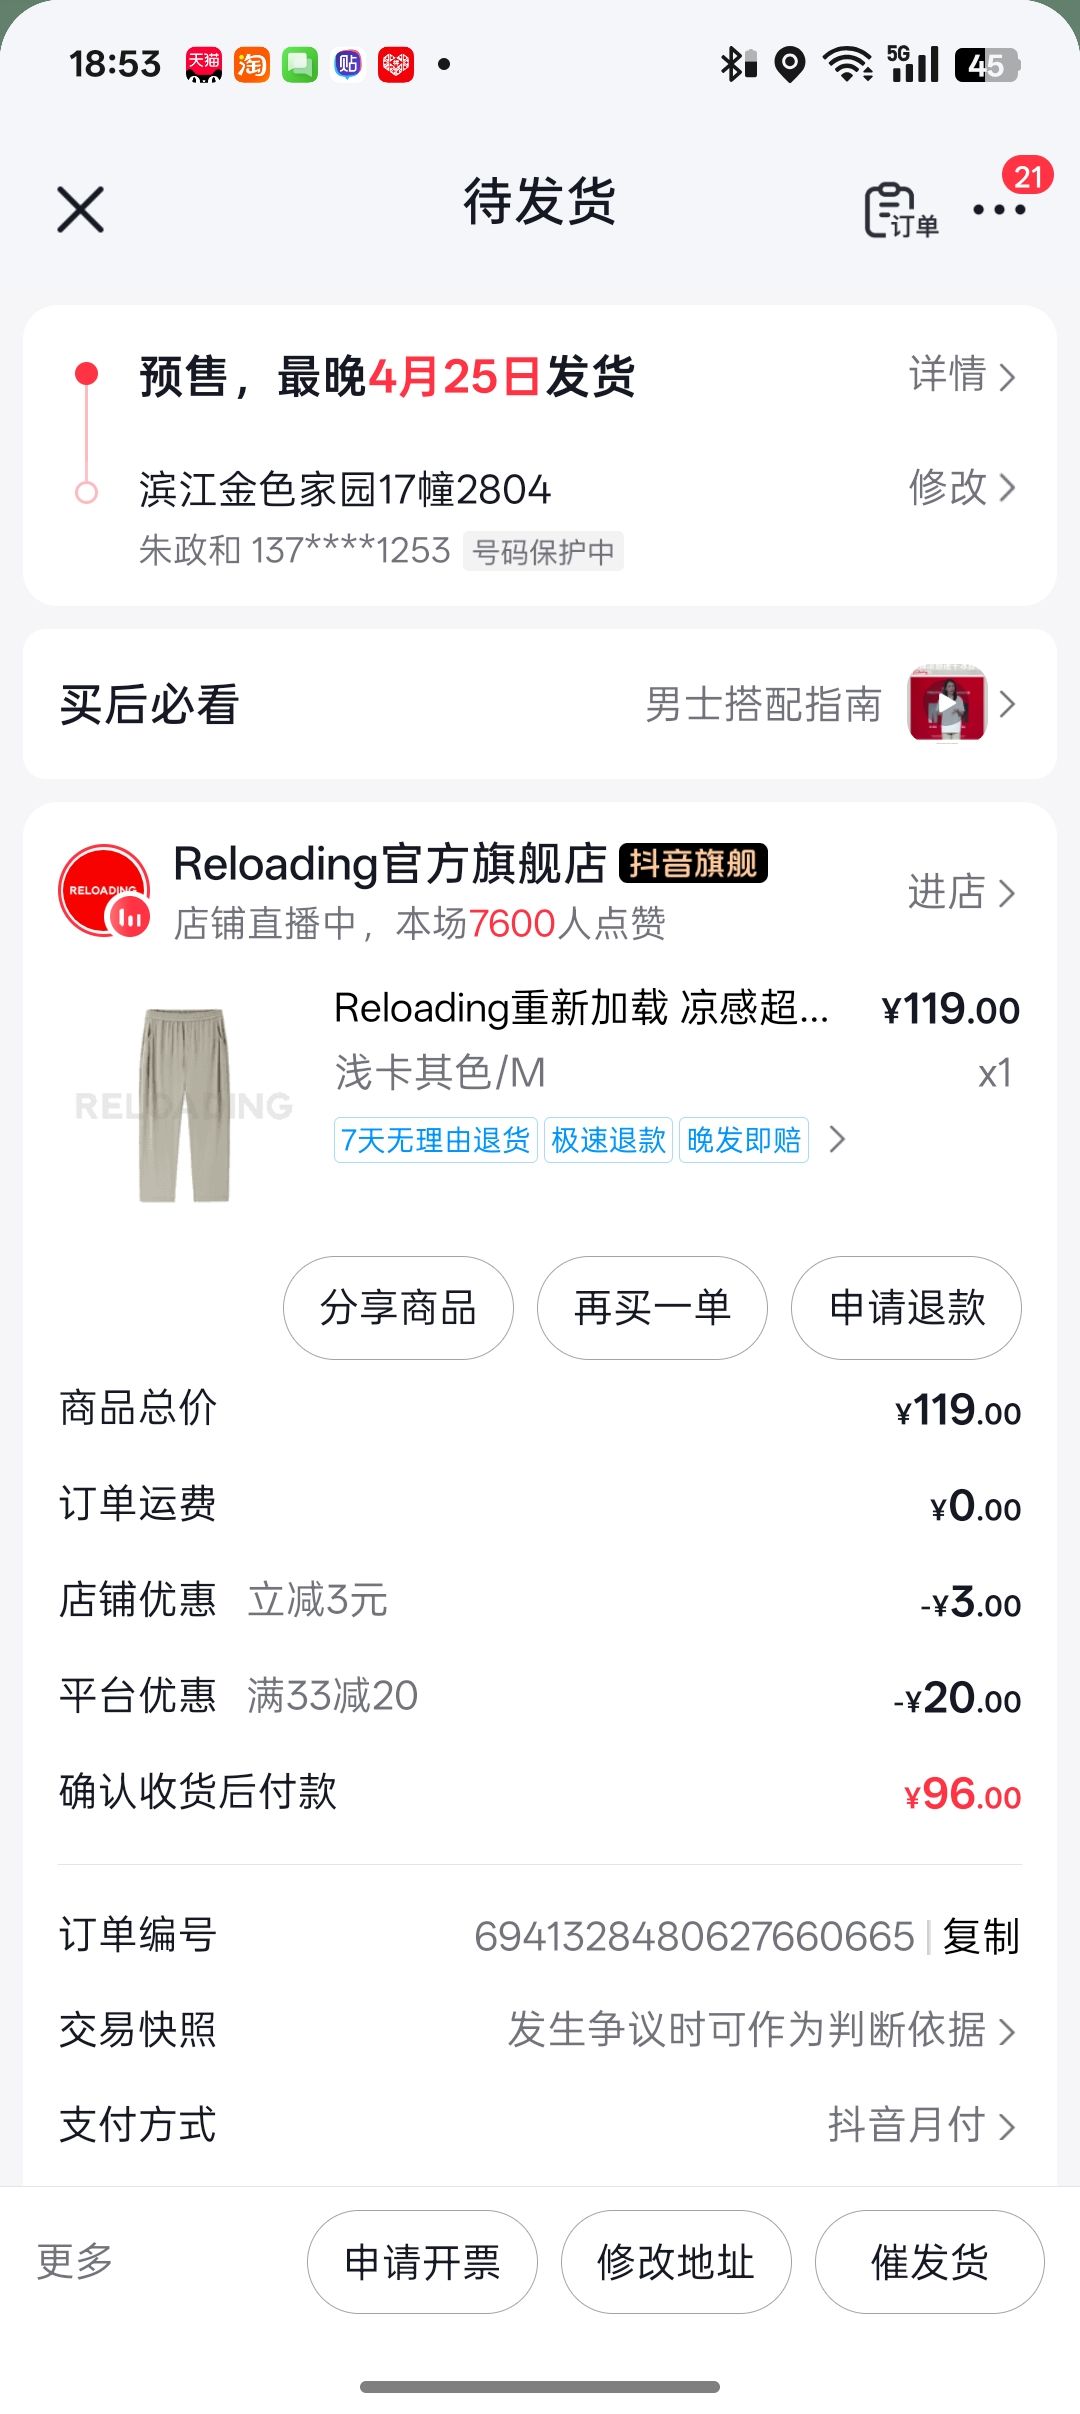 18:53
天猫
淘
贴
5G
45
待发货
订单
21
预售，最晚4月25日发货
详情
滨江金色家园17幢2804
修改
朱政和 137****1253 号码保护中
买后必看
男士搭配指南
RELOADING
Reloading官方旗舰店 抖音旗舰
进店
店铺直播中，本场7600人点赞
RELOADING
Reloading重新加载 凉感超...
¥119.00
浅卡其色/M
x1
7天无理由退货 极速退款 晚发即赔
分享商品 再买一单 申请退款
商品总价 ¥119.00
订单运费 ¥0.00
店铺优惠 立减3元 -¥3.00
平台优惠 满33减20 -¥20.00
确认收货后付款 ¥96.00
订单编号 6941328480627660665 | 复制
交易快照 发生争议时可作为判断依据
支付方式 抖音月付
更多 申请开票 修改地址 催发货